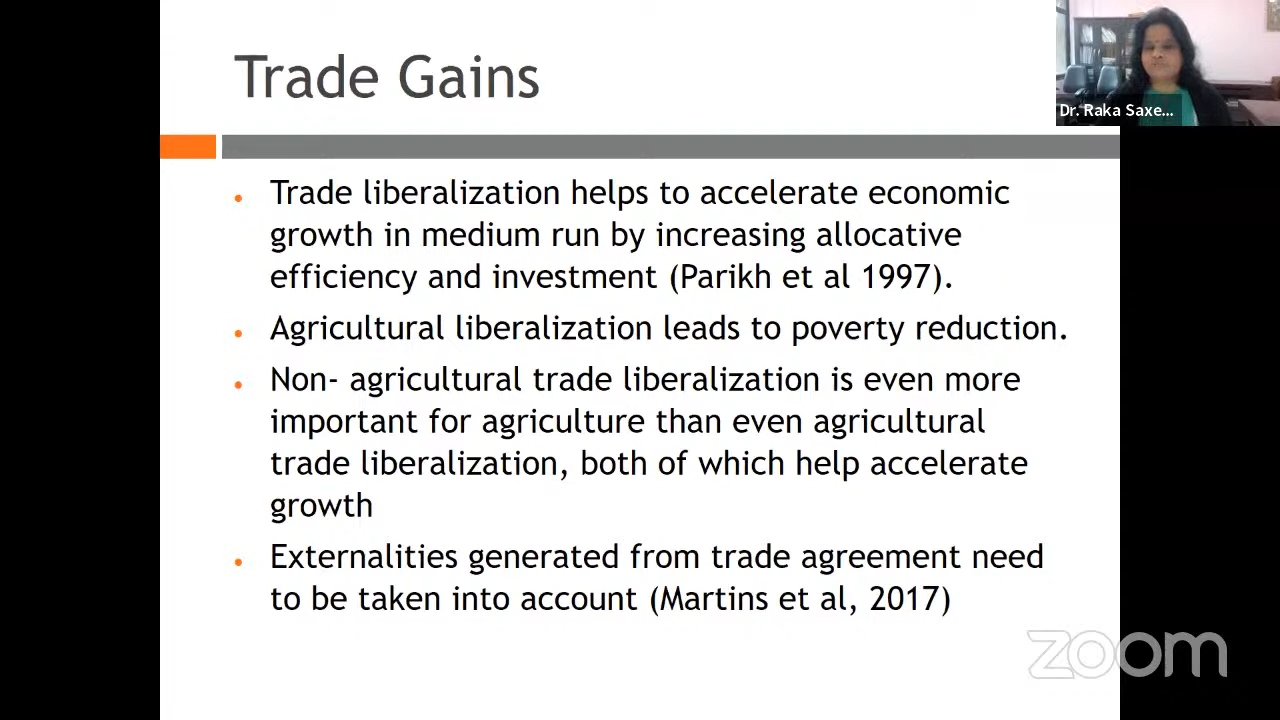 Trade Gains
Dr. Raka Saxe...
• Trade liberalization helps to accelerate economic
growth in medium run by increasing allocative
efficiency and investment (Parikh et al 1997).
• Agricultural liberalization leads to poverty reduction.
• Non- agricultural trade liberalization is even more
important for agriculture than even agricultural
trade liberalization, both of which help accelerate
growth
• Externalities generated from trade agreement need
to be taken into account (Martins et al, 2017)
zoom